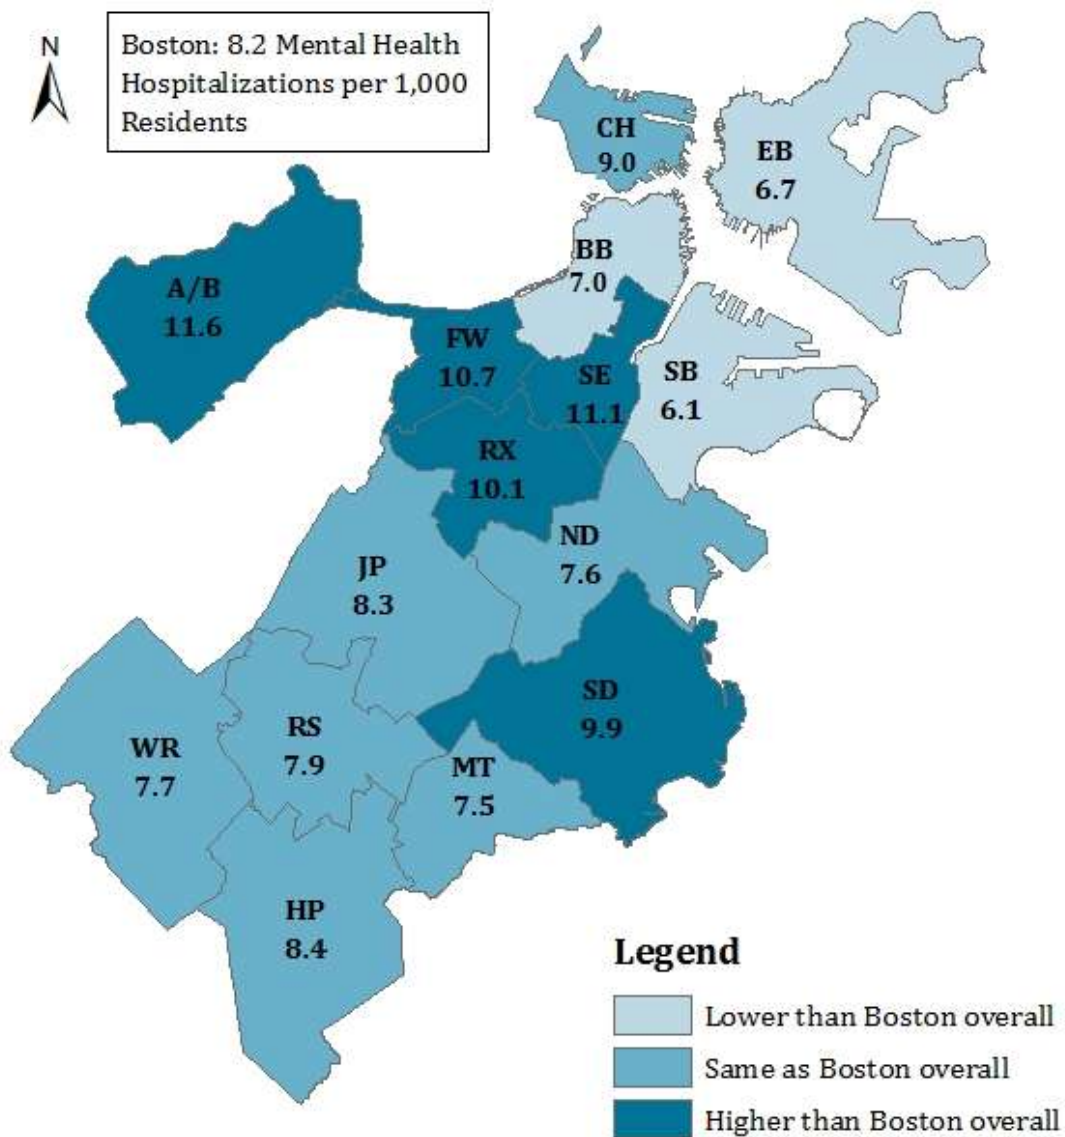 N
Boston: 8.2 Mental Health
Hospitalizations per 1,000
Residents
CH
9.0
EB
6.7
BB
7.0
A/B
11.6
FW
10.7
SE
11.1
SB
6.1
RX
10.1
ND
7.6
JP
8.3
SD
9.9
WR
7.7
RS
7.9
MT
7.5
HP
8.4
Legend
Lower than Boston overall
Same as Boston overall
Higher than Boston overall